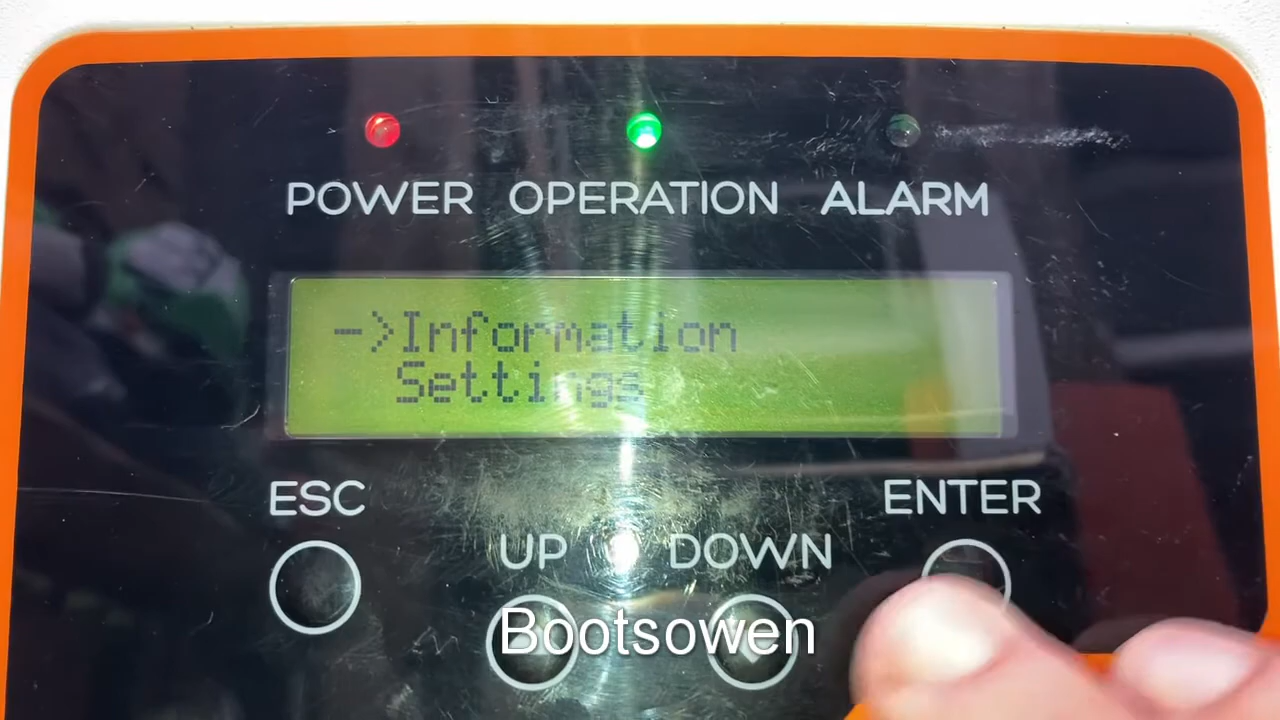 POWER OPERATION ALARM
->Information
Settings
ESC
ENTER
UP
DOWN
Bootsowen